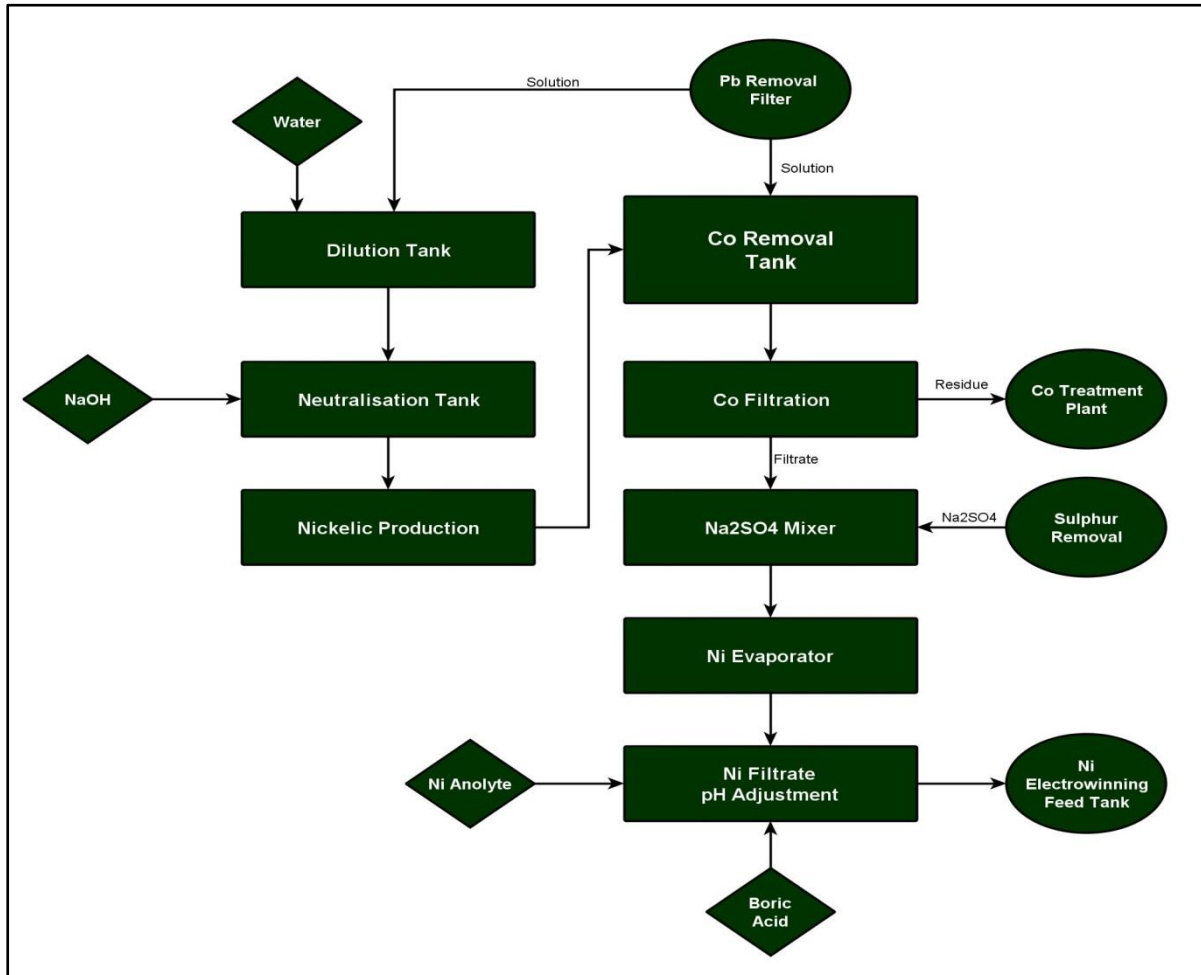 Solution
Pb Removal
Filter
Water
Solution
Dilution Tank
Co Removal
Tank
NaOH
Neutralisation Tank
Co Filtration
Residue
Co Treatment
Plant
Filtrate
Nickelic Production
Na2SO4 Mixer
Na2SO4
Sulphur
Removal
Ni Evaporator
Ni Anolyte
Ni Filtrate
pH Adjustment
Ni
Electrowinning
Feed Tank
Boric
Acid